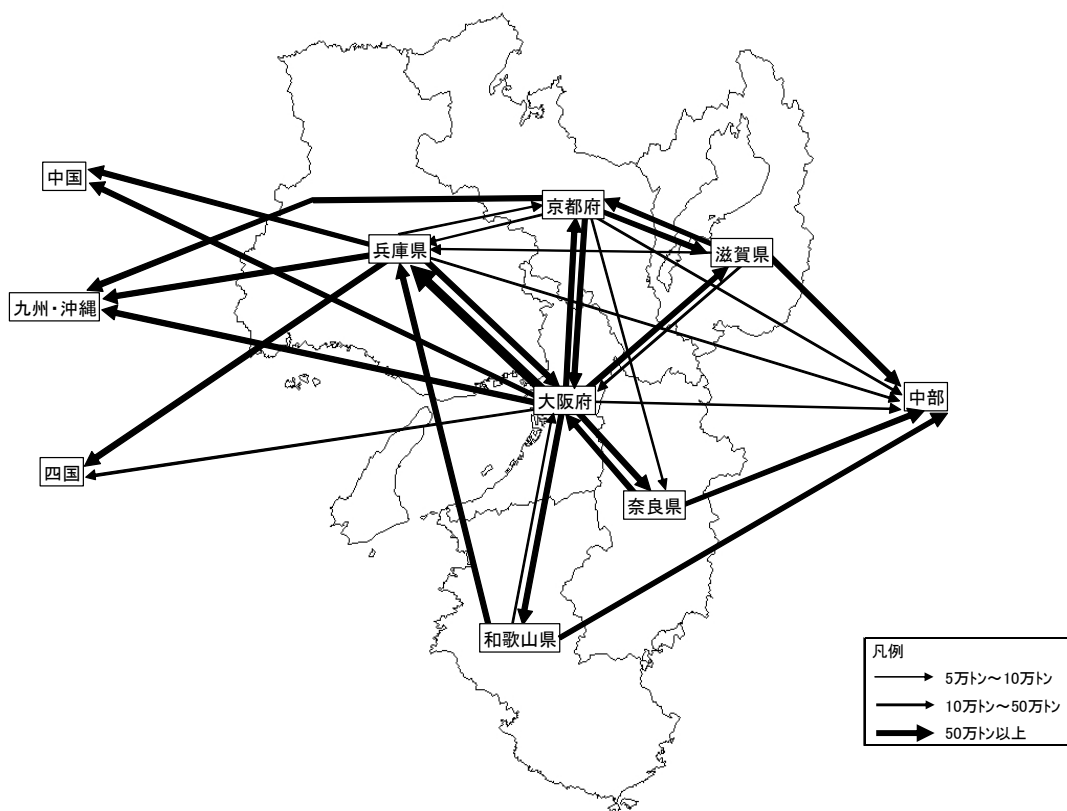 中国
京都府
兵庫県
滋賀県
九州・沖縄
大阪府
中部
四国
奈良県
和歌山県
凡例
5万ﾄﾝ～10万ﾄﾝ
10万ﾄﾝ～50万ﾄﾝ
50万ﾄﾝ以上